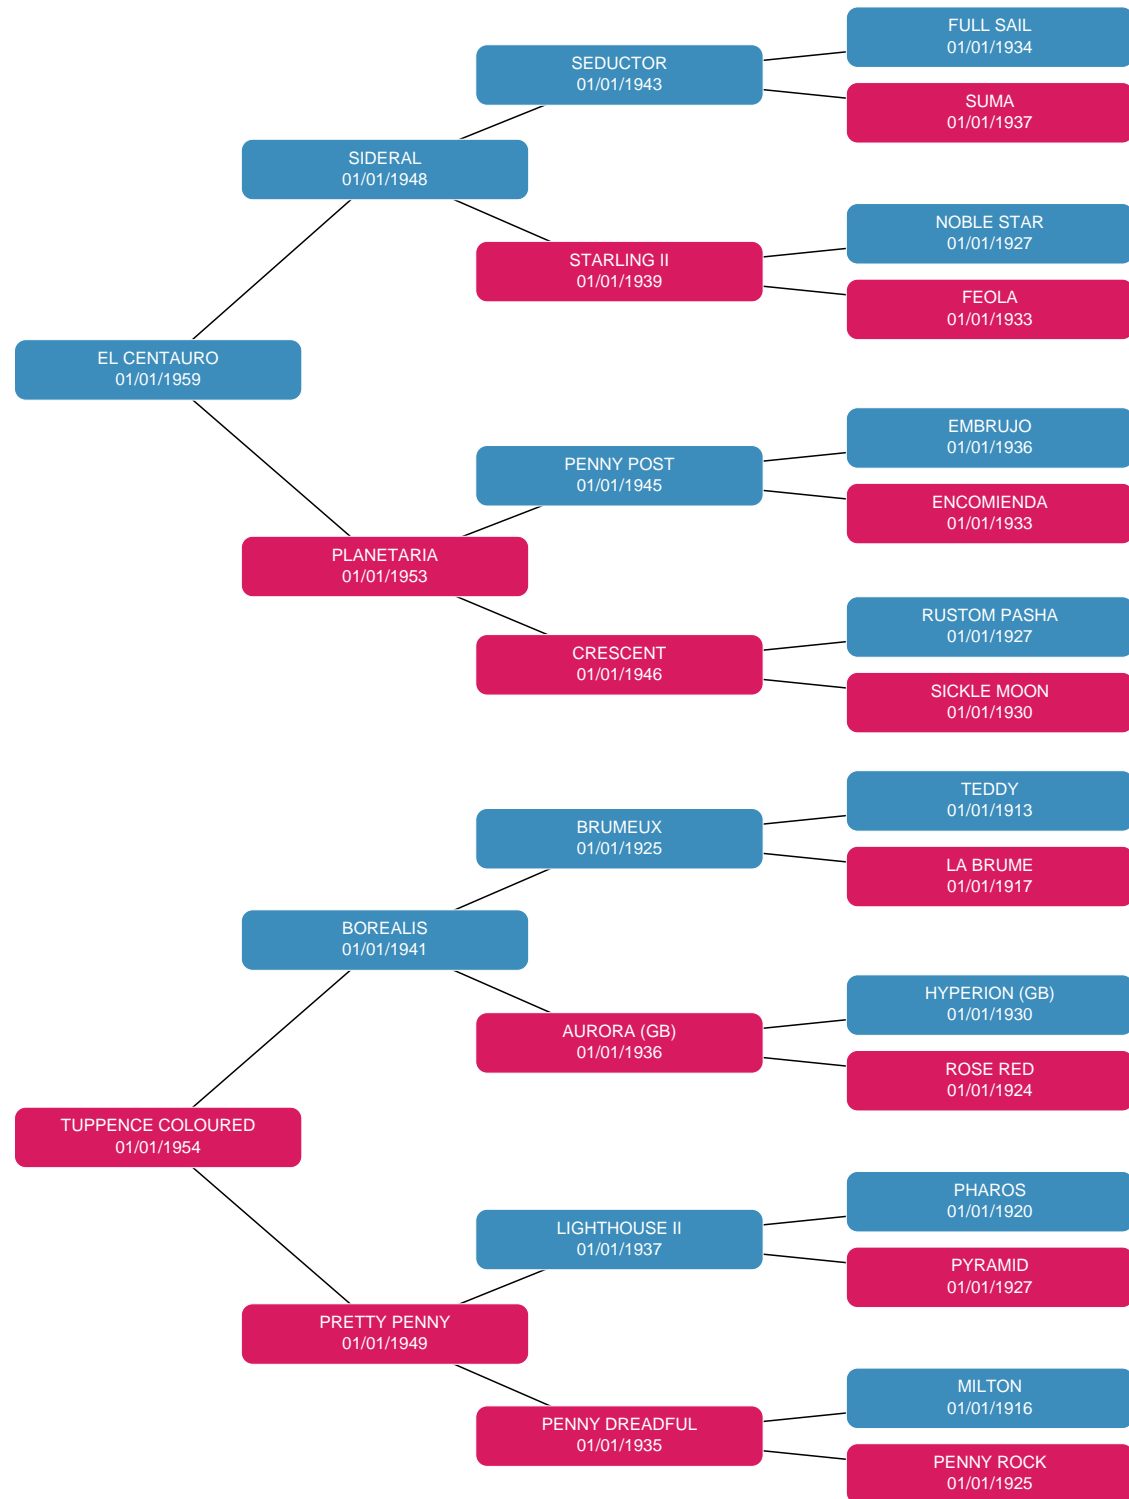 FULL SAIL
01/01/1934
SEDUCTOR
01/01/1943
SUMA
01/01/1937
SIDERAL
01/01/1948
NOBLE STAR
01/01/1927
STARLING II
01/01/1939
FEOLA
01/01/1933
EL CENTAURO
01/01/1959
EMBRUJO
01/01/1936
PENNY POST
01/01/1945
ENCOMIENDA
01/01/1933
PLANETARIA
01/01/1953
RUSTOM PASHA
01/01/1927
CRESCENT
01/01/1946
SICKLE MOON
01/01/1930
TEDDY
01/01/1913
BRUMEUX
01/01/1925
LA BRUME
01/01/1917
BOREALIS
01/01/1941
HYPERION (GB)
01/01/1930
AURORA (GB)
01/01/1936
ROSE RED
01/01/1924
TUPPENCE COLOURED
01/01/1954
PHAROS
01/01/1920
LIGHTHOUSE II
01/01/1937
PYRAMID
01/01/1927
PRETTY PENNY
01/01/1949
MILTON
01/01/1916
PENNY DREADFUL
01/01/1935
PENNY ROCK
01/01/1925